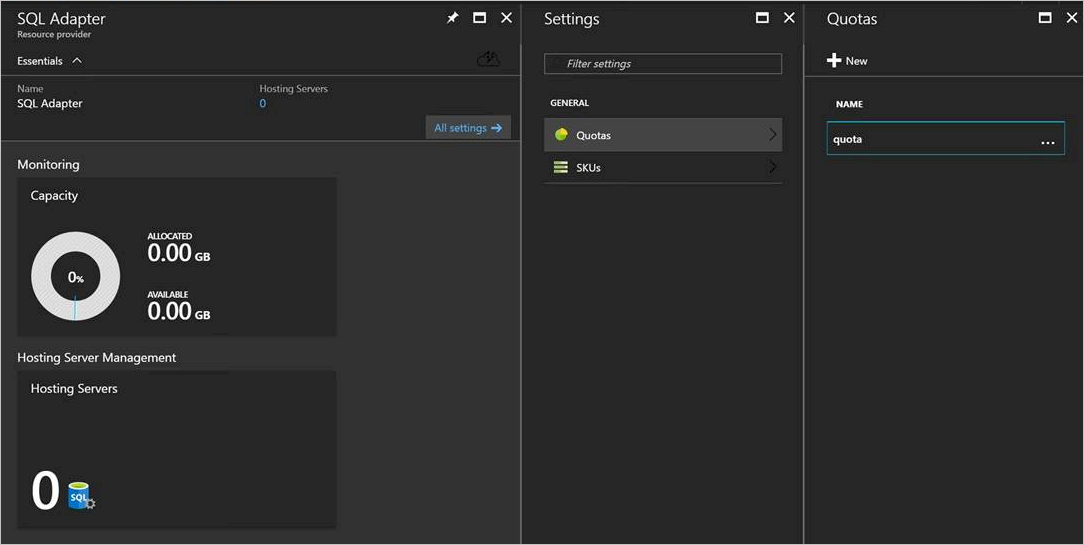 SQL Adapter
Resource provider
Essentials
Name
SQL Adapter
Hosting Servers
0
All settings
Monitoring
Capacity
0%
ALLOCATED
0.00 GB
AVAILABLE
0.00 GB
Hosting Server Management
Hosting Servers
0
SQL
Settings
Filter settings
GENERAL
Quotas
SKUs
Quotas
New
NAME
quota
...